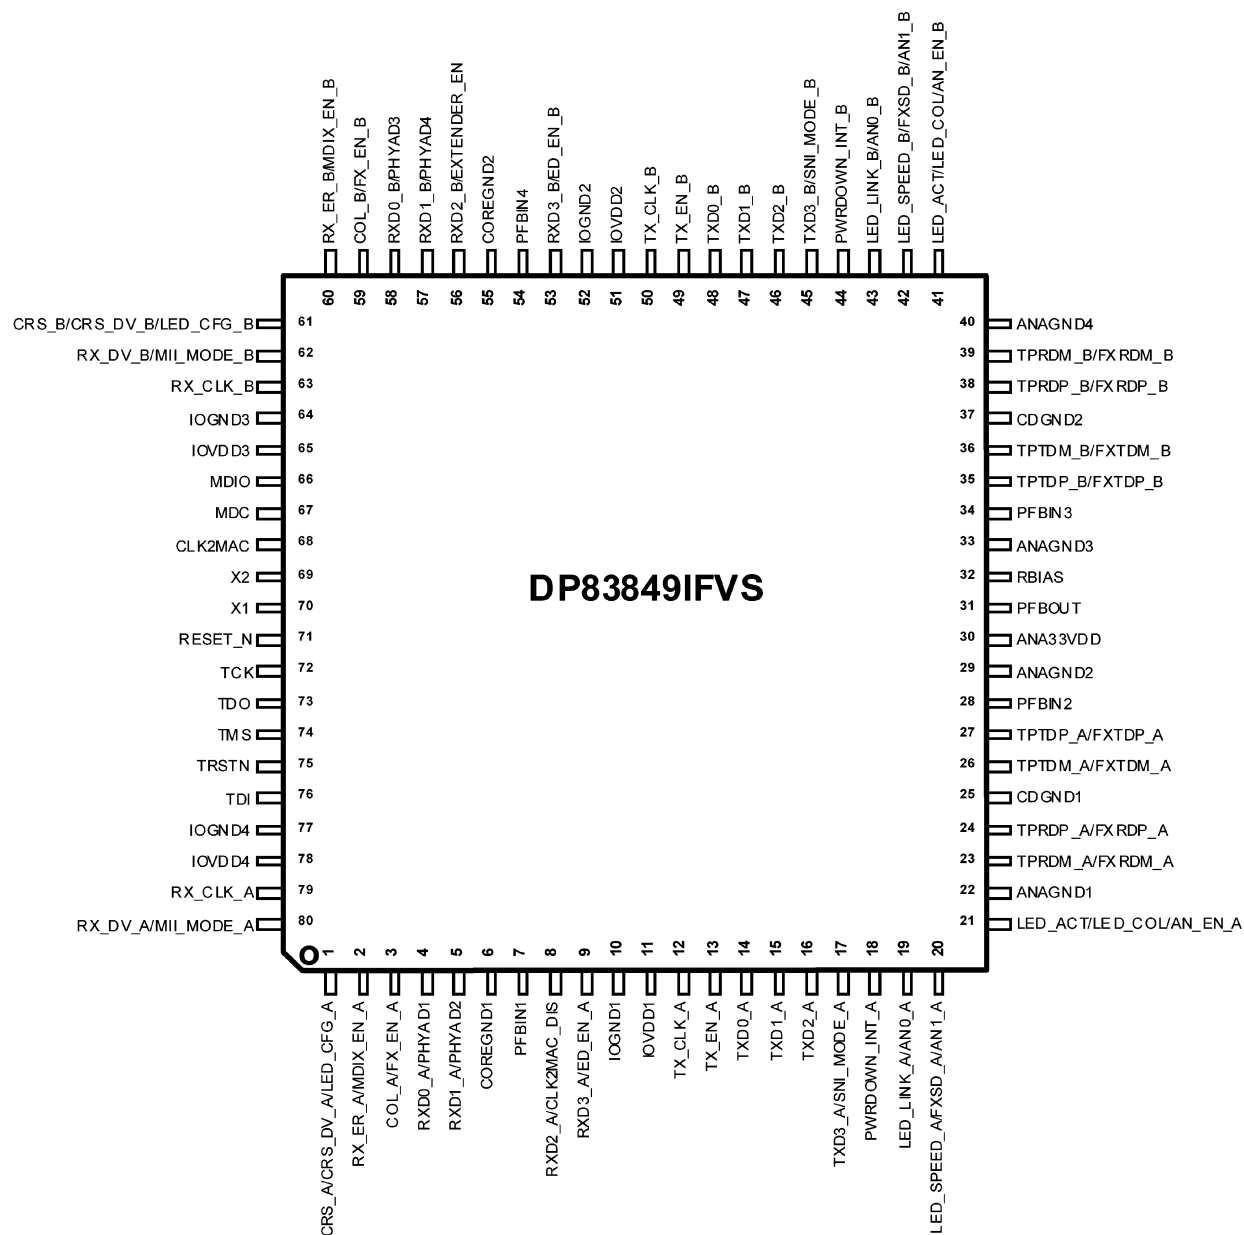 RX_ER_B/MDIX_EN_B
COL_B/FX_EN_B
RXD0_B/PHYAD3
RXD1_B/PHYAD4
RXD2_B/EXTENDER_EN
COREGND2
PFBIN4
RXD3_B/ED_EN_B
IOGND2
IOVDD2
TX_CLK_B
TX_EN_B
TXD0_B
TXD1_B
TXD2_B
TXD3_B/SNI_MODE_B
PWRDOWN_INT_B
LED_LINK_B/AN0_B
LED_SPEED_B/FXSD_B/AN1_B
LED_ACT/LED_COL/AN_EN_B
60
59
58
57
56
55
54
53
52
51
50
49
48
47
46
45
44
43
42
41
CRS_B/CRS_DV_B/LED_CFG_B 61
RX_DV_B/MII_MODE_B 62
RX_CLK_B 63
IOGND3 64
IOVDD3 65
MDIO 66
MDC 67
CLK2MAC 68
X2 69
X1 70
RESET_N 71
TCK 72
TDO 73
TMS 74
TRSTN 75
TDI 76
IOGND4 77
IOVDD4 78
RX_CLK_A 79
RX_DV_A/MII_MODE_A 80
DP83849IFVS
40 ANAGND4
39 TPRDM_B/FXRDM_B
38 TPRDP_B/FXRDP_B
37 CDGND2
36 TPTDM_B/FXTDM_B
35 TPTDP_B/FXTDP_B
34 PFBIN3
33 ANAGND3
32 RBIAS
31 PFBOUT
30 ANA33VDD
29 ANAGND2
28 PFBIN2
27 TPTDP_A/FXTDP_A
26 TPTDM_A/FXTDM_A
25 CDGND1
24 TPRDP_A/FXRDP_A
23 TPRDM_A/FXRDM_A
22 ANAGND1
21 LED_ACT/LED_COL/AN_EN_A
1
2
3
4
5
6
7
8
9
10
11
12
13
14
15
16
17
18
19
20
CRS_A/CRS_DV_A/LED_CFG_A
RX_ER_A/MDIX_EN_A
COL_A/FX_EN_A
RXD0_A/PHYAD1
RXD1_A/PHYAD2
COREGND1
PFBIN1
RXD2_A/CLK2MAC_DIS
RXD3_A/ED_EN_A
IOGND1
IOVDD1
TX_CLK_A
TX_EN_A
TXD0_A
TXD1_A
TXD2_A
TXD3_A/SNI_MODE_A
PWRDOWN_INT_A
LED_LINK_A/AN0_A
LED_SPEED_A/FXSD_A/AN1_A